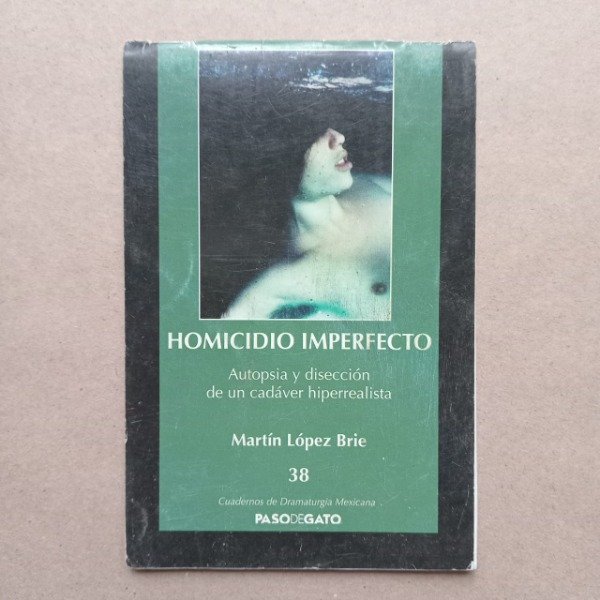 HOMICIDIO IMPERFECTO
Autopsia y disección
de un cadáver hiperrealista
Martín López Brie
38
Cuadernos de Dramaturgia Mexicana
PASODEGATO